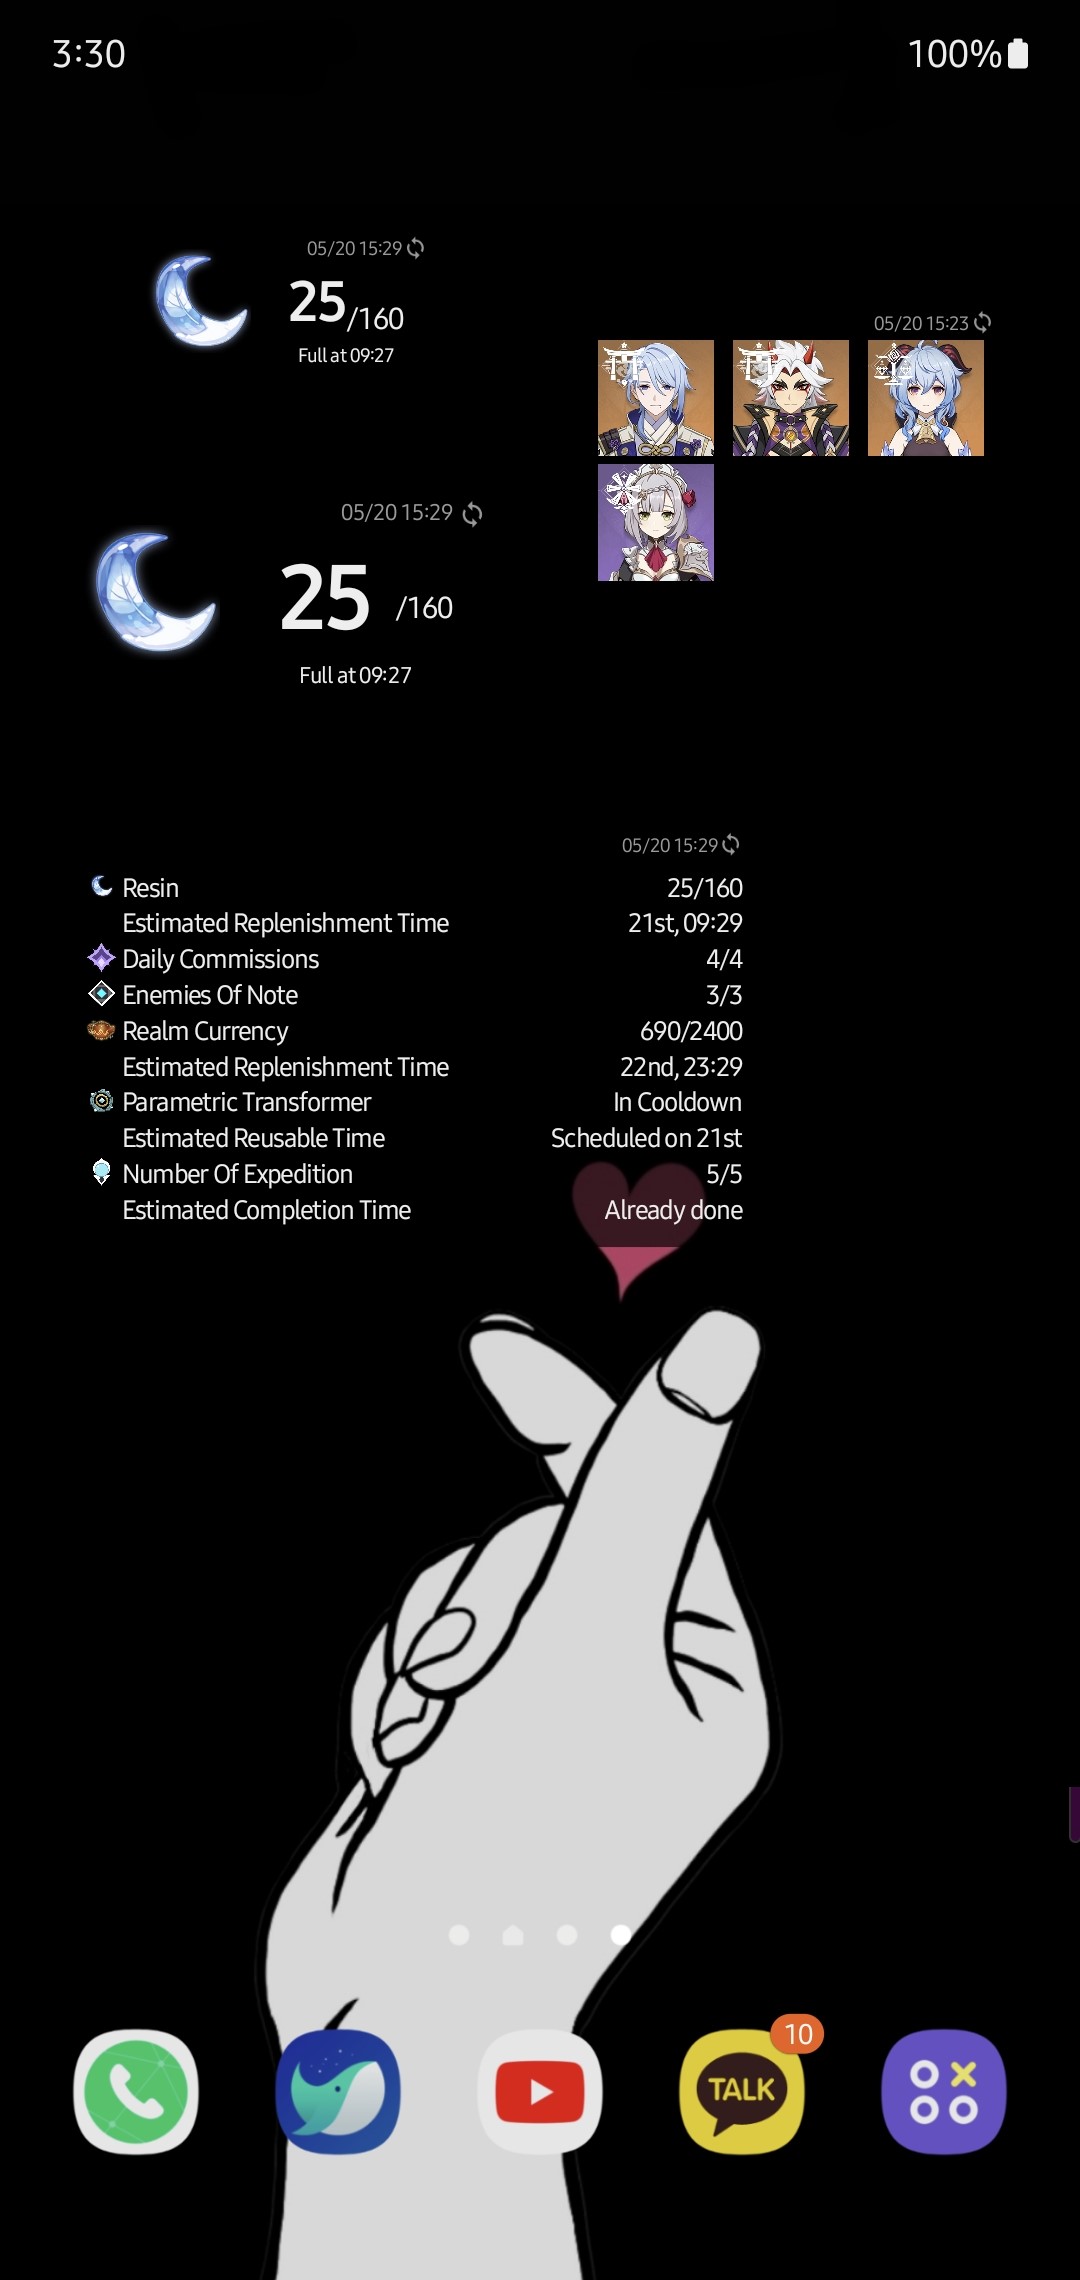 3:30
100%
05/20 15:29
25/160
Full at 09:27
05/20 15:23
05/20 15:29
25 /160
Full at 09:27
05/20 15:29
Resin 25/160
Estimated Replenishment Time 21st, 09:29
Daily Commissions 4/4
Enemies Of Note 3/3
Realm Currency 690/2400
Estimated Replenishment Time 22nd, 23:29
Parametric Transformer In Cooldown
Estimated Reusable Time Scheduled on 21st
Number Of Expedition 5/5
Estimated Completion Time Already done
10
TALK